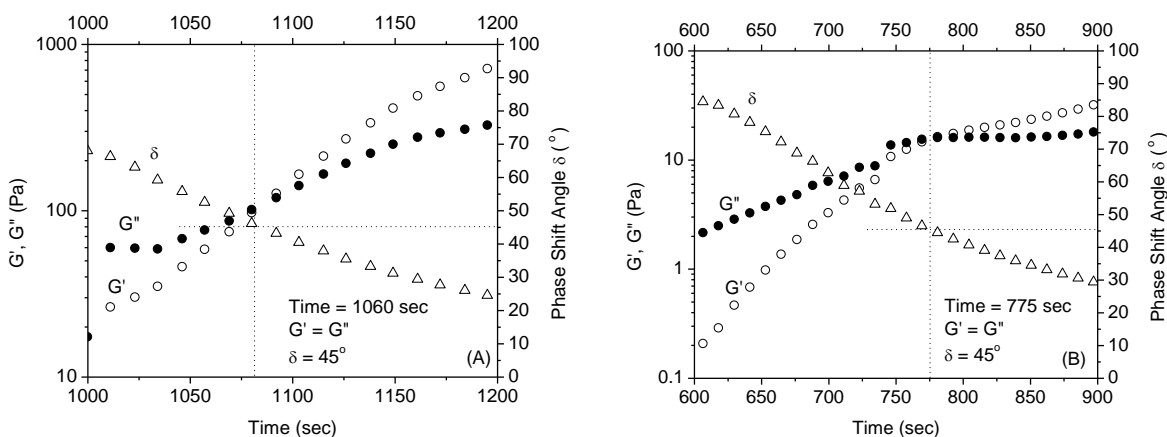 1000 1050 1100 1150 1200
1000
100
10
G', G" (Pa)
100
90
80
70
60
50
40
30
20
10
0
Phase Shift Angle δ (°)
δ
G"
G'
Time = 1060 sec
G' = G"
δ = 45°
(A)
1000 1050 1100 1150 1200
Time (sec)
600 650 700 750 800 850 900
100
10
1
0.1
G', G" (Pa)
100
90
80
70
60
50
40
30
20
10
0
Phase Shift Angle δ (°)
δ
G"
G'
Time = 775 sec
G' = G"
δ = 45°
(B)
600 650 700 750 800 850 900
Time (sec)